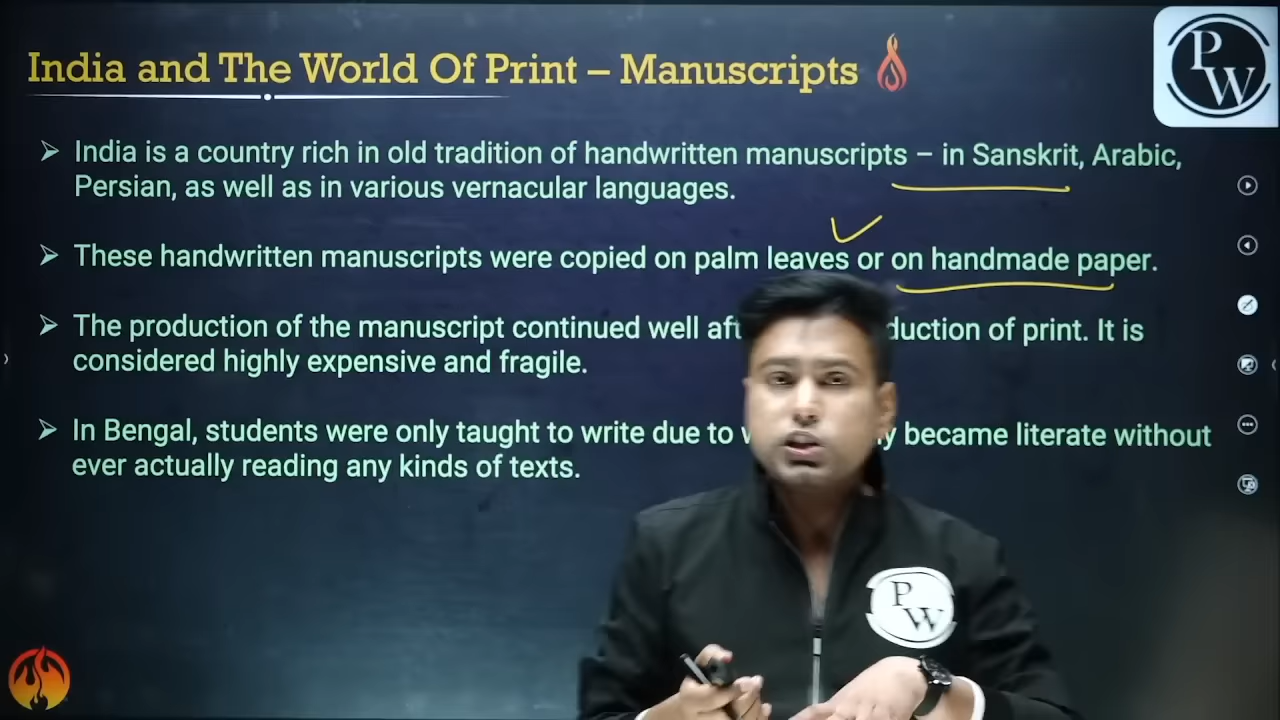 India and The World Of Print – Manuscripts
PW
India is a country rich in old tradition of handwritten manuscripts – in Sanskrit, Arabic,
Persian, as well as in various vernacular languages.
These handwritten manuscripts were copied on palm leaves or on handmade paper.
The production of the manuscript continued well duction of print. It is
considered highly expensive and fragile.
In Bengal, students were only taught to write due to became literate without
ever actually reading any kinds of texts.
PW